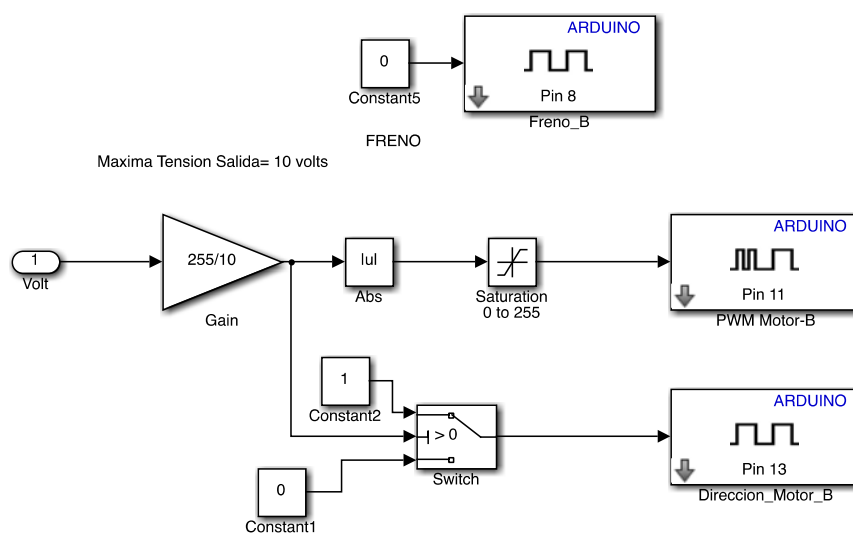 ARDUINO
0
Pin 8
Constant5
Freno_B
FRENO
Maxima Tension Salida= 10 volts
ARDUINO
1
255/10
|u|
Pin 11
Volt
Abs
Saturation
0 to 255
Gain
PWM Motor-B
1
Constant2
ARDUINO
> 0
Pin 13
Switch
0
Direccion_Motor_B
Constant1